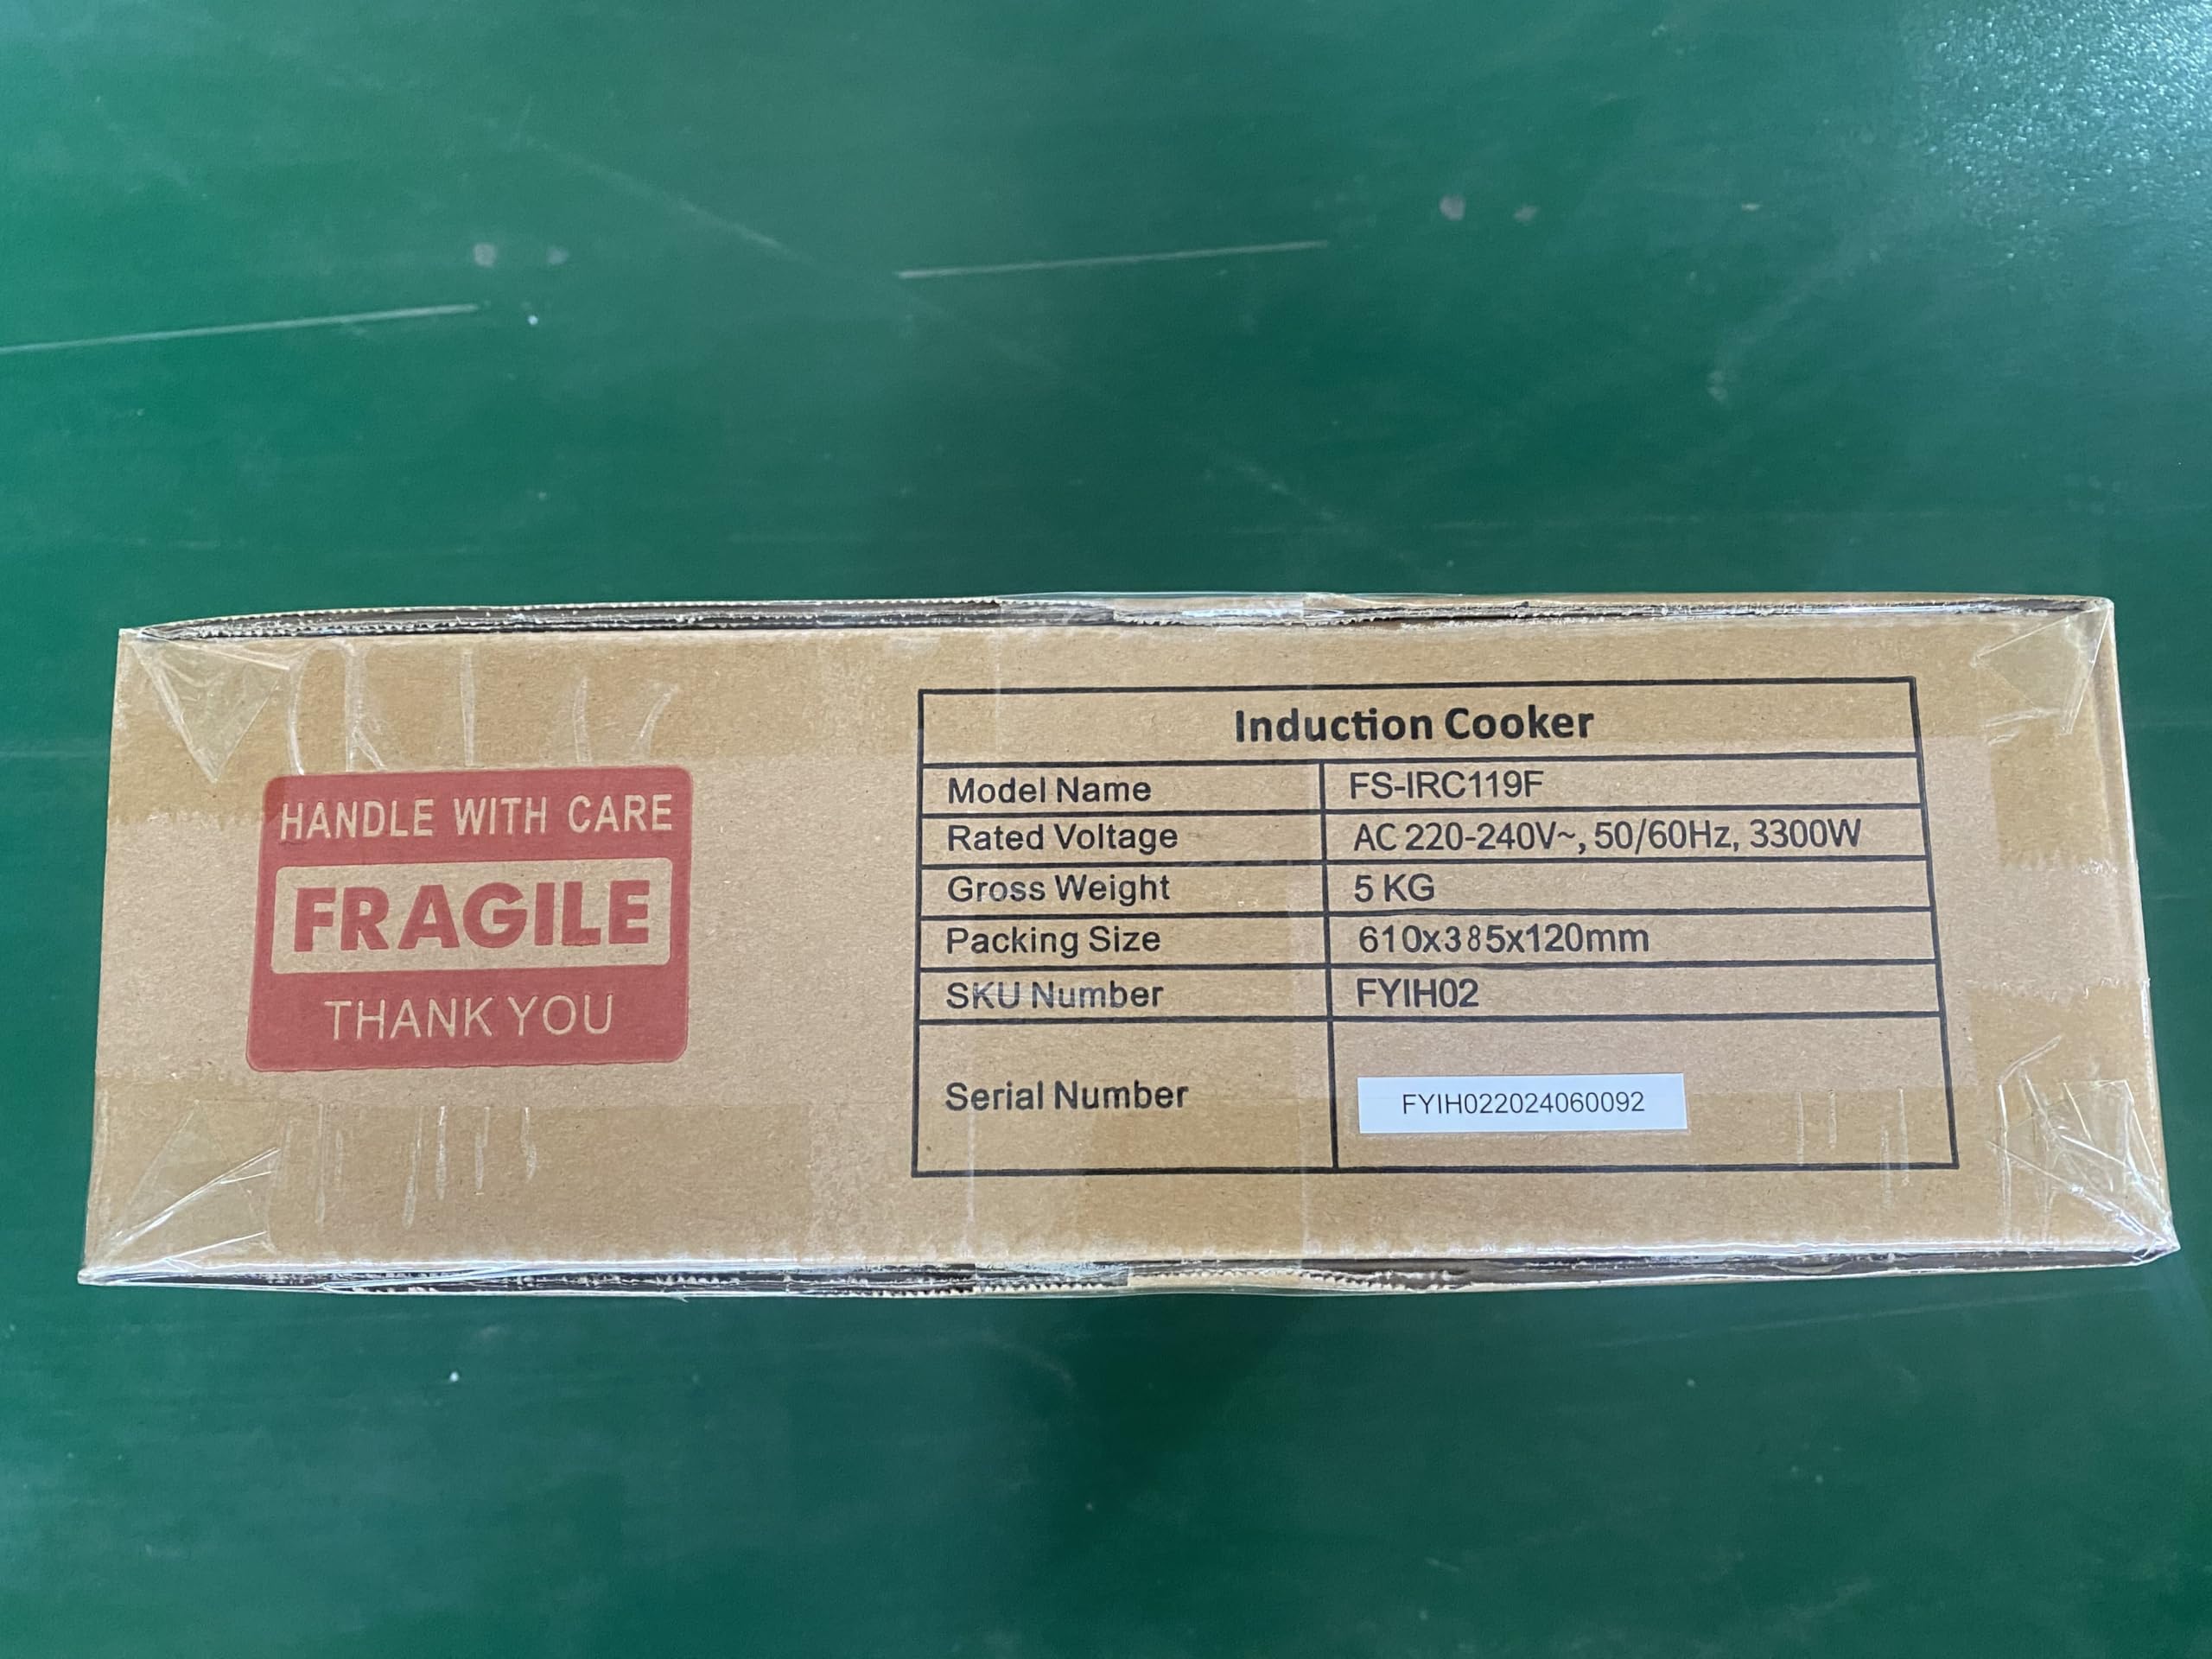 HANDLE WITH CARE
FRAGILE
THANK YOU
Induction Cooker
Model Name FS-IRC119F
Rated Voltage AC 220-240V~, 50/60Hz, 3300W
Gross Weight 5 KG
Packing Size 610x385x120mm
SKU Number FYIH02
Serial Number FYIH022024060092